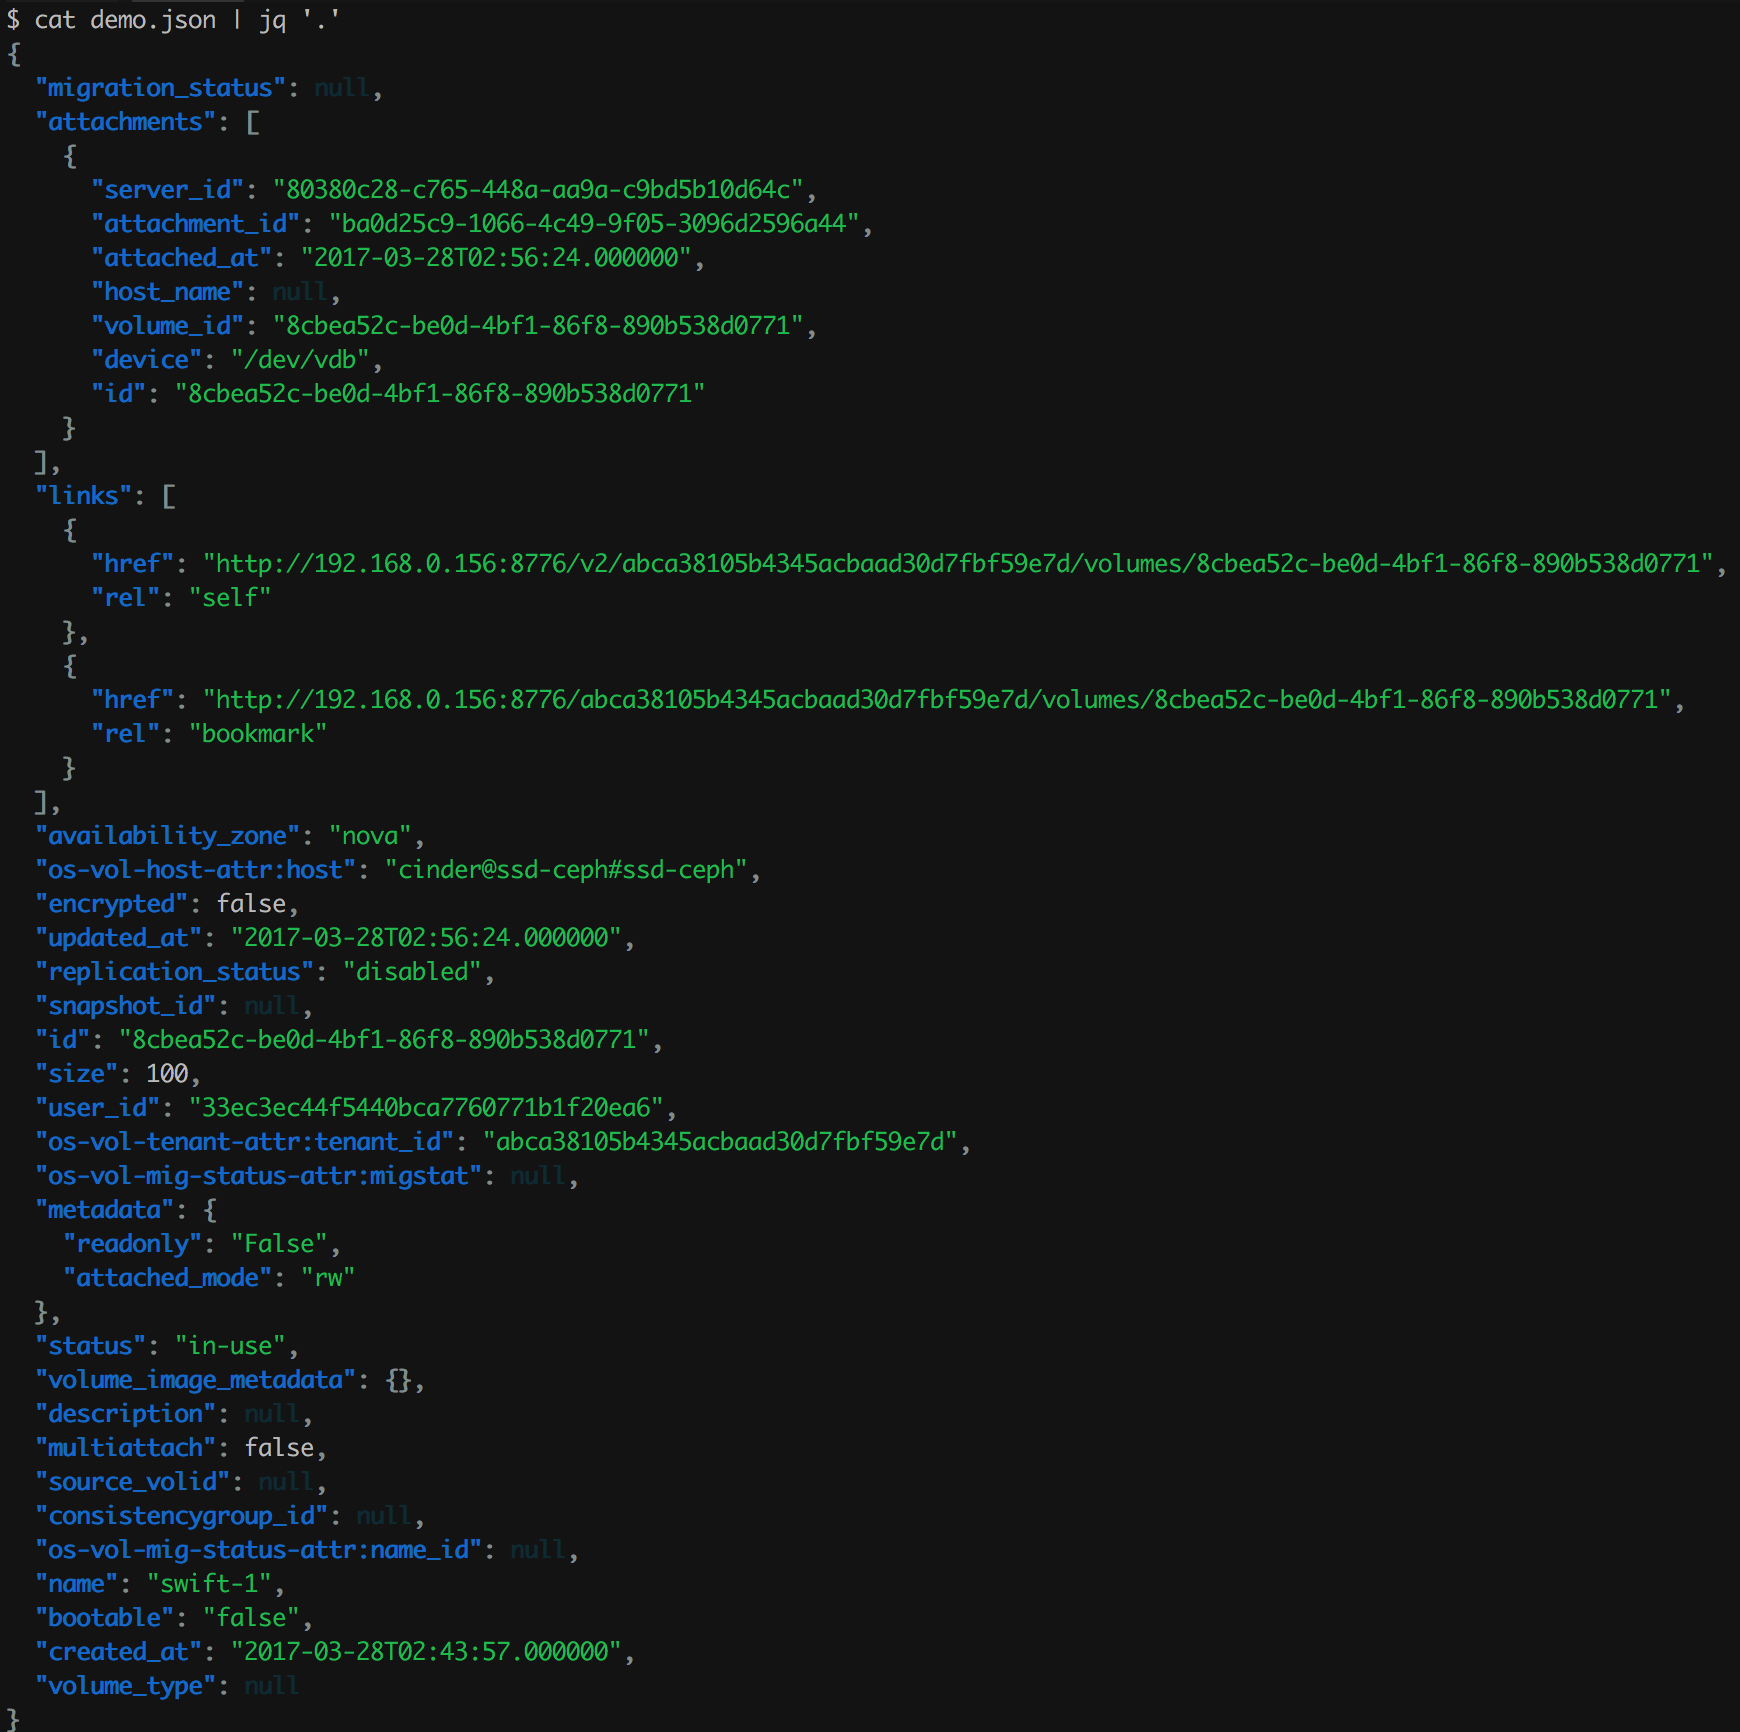 $ cat demo.json | jq '.'
{
  "migration_status": null,
  "attachments": [
    {
      "server_id": "80380c28-c765-448a-aa9a-c9bd5b10d64c",
      "attachment_id": "ba0d25c9-1066-4c49-9f05-3096d2596a44",
      "attached_at": "2017-03-28T02:56:24.000000",
      "host_name": null,
      "volume_id": "8cbea52c-be0d-4bf1-86f8-890b538d0771",
      "device": "/dev/vdb",
      "id": "8cbea52c-be0d-4bf1-86f8-890b538d0771"
    }
  ],
  "links": [
    {
      "href": "http://192.168.0.156:8776/v2/abca38105b4345acbaad30d7fbf59e7d/volumes/8cbea52c-be0d-4bf1-86f8-890b538d0771",
      "rel": "self"
    },
    {
      "href": "http://192.168.0.156:8776/abca38105b4345acbaad30d7fbf59e7d/volumes/8cbea52c-be0d-4bf1-86f8-890b538d0771",
      "rel": "bookmark"
    }
  ],
  "availability_zone": "nova",
  "os-vol-host-attr:host": "cinder@ssd-ceph#ssd-ceph",
  "encrypted": false,
  "updated_at": "2017-03-28T02:56:24.000000",
  "replication_status": "disabled",
  "snapshot_id": null,
  "id": "8cbea52c-be0d-4bf1-86f8-890b538d0771",
  "size": 100,
  "user_id": "33ec3ec44f5440bca7760771b1f20ea6",
  "os-vol-tenant-attr:tenant_id": "abca38105b4345acbaad30d7fbf59e7d",
  "os-vol-mig-status-attr:migstat": null,
  "metadata": {
    "readonly": "False",
    "attached_mode": "rw"
  },
  "status": "in-use",
  "volume_image_metadata": {},
  "description": null,
  "multiattach": false,
  "source_volid": null,
  "consistencygroup_id": null,
  "os-vol-mig-status-attr:name_id": null,
  "name": "swift-1",
  "bootable": "false",
  "created_at": "2017-03-28T02:43:57.000000",
  "volume_type": null
}